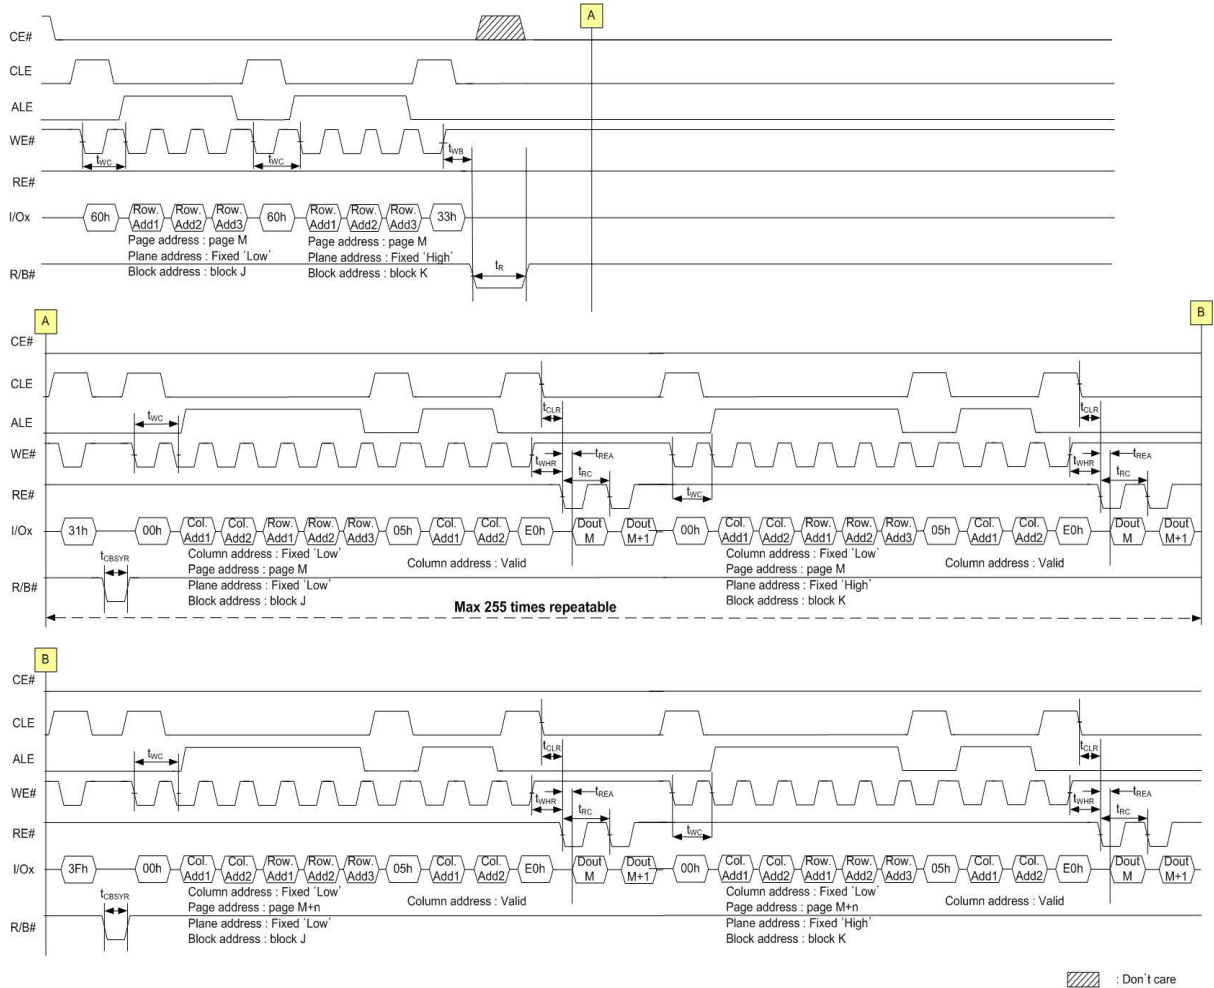 A
CE#
CLE
ALE
WE#
tWC
tWC
tWB
RE#
I/Ox
60h
Row. Add1
Row. Add2
Row. Add3
60h
Row. Add1
Row. Add2
Row. Add3
33h
Page address : page M
Plane address : Fixed 'Low'
Block address : block J
Page address : page M
Plane address : Fixed 'High'
Block address : block K
R/B#
tR
A
B
CE#
CLE
tCLR
tCLR
ALE
tWC
WE#
tWHR
tREA
tRC
tWC
tWHR
tREA
tRC
RE#
I/Ox
31h
00h
Col. Add1
Col. Add2
Row. Add1
Row. Add2
Row. Add3
05h
Col. Add1
Col. Add2
E0h
Dout M
Dout M+1
00h
Col. Add1
Col. Add2
Row. Add1
Row. Add2
Row. Add3
05h
Col. Add1
Col. Add2
E0h
Dout M
Dout M+1
tCBSYR
Column address : Fixed 'Low'
Page address : page M
Plane address : Fixed 'Low'
Block address : block J
Column address : Valid
Column address : Fixed 'Low'
Page address : page M
Plane address : Fixed 'High'
Block address : block K
Column address : Valid
R/B#
Max 255 times repeatable
B
CE#
CLE
tCLR
tCLR
ALE
tWC
WE#
tWHR
tREA
tRC
tWC
tWHR
tREA
tRC
RE#
I/Ox
3Fh
00h
Col. Add1
Col. Add2
Row. Add1
Row. Add2
Row. Add3
05h
Col. Add1
Col. Add2
E0h
Dout M
Dout M+1
00h
Col. Add1
Col. Add2
Row. Add1
Row. Add2
Row. Add3
05h
Col. Add1
Col. Add2
E0h
Dout M
Dout M+1
tCBSYR
Column address : Fixed 'Low'
Page address : page M+n
Plane address : Fixed 'Low'
Block address : block J
Column address : Valid
Column address : Fixed 'Low'
Page address : page M+n
Plane address : Fixed 'High'
Block address : block K
Column address : Valid
R/B#
: Don't care